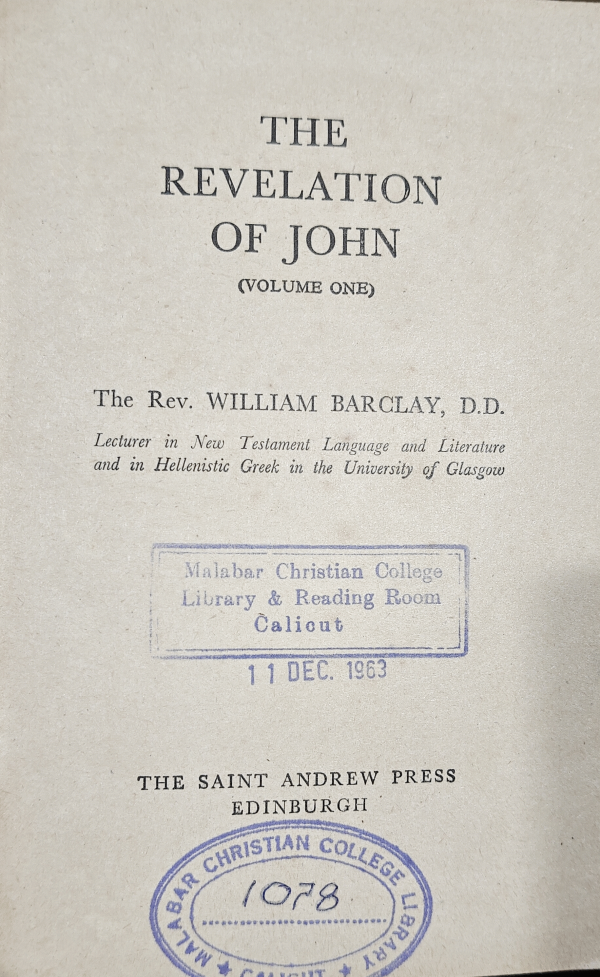 THE
REVELATION
OF JOHN
(VOLUME ONE)
The Rev. WILLIAM BARCLAY, D.D.
Lecturer in New Testament Language and Literature
and in Hellenistic Greek in the University of Glasgow
Malabar Christian College
Library & Reading Room
Calicut
11 DEC. 1963
THE SAINT ANDREW PRESS
EDINBURGH
MALABAR CHRISTIAN COLLEGE LIBRARY
1078
★ CALICUT ★